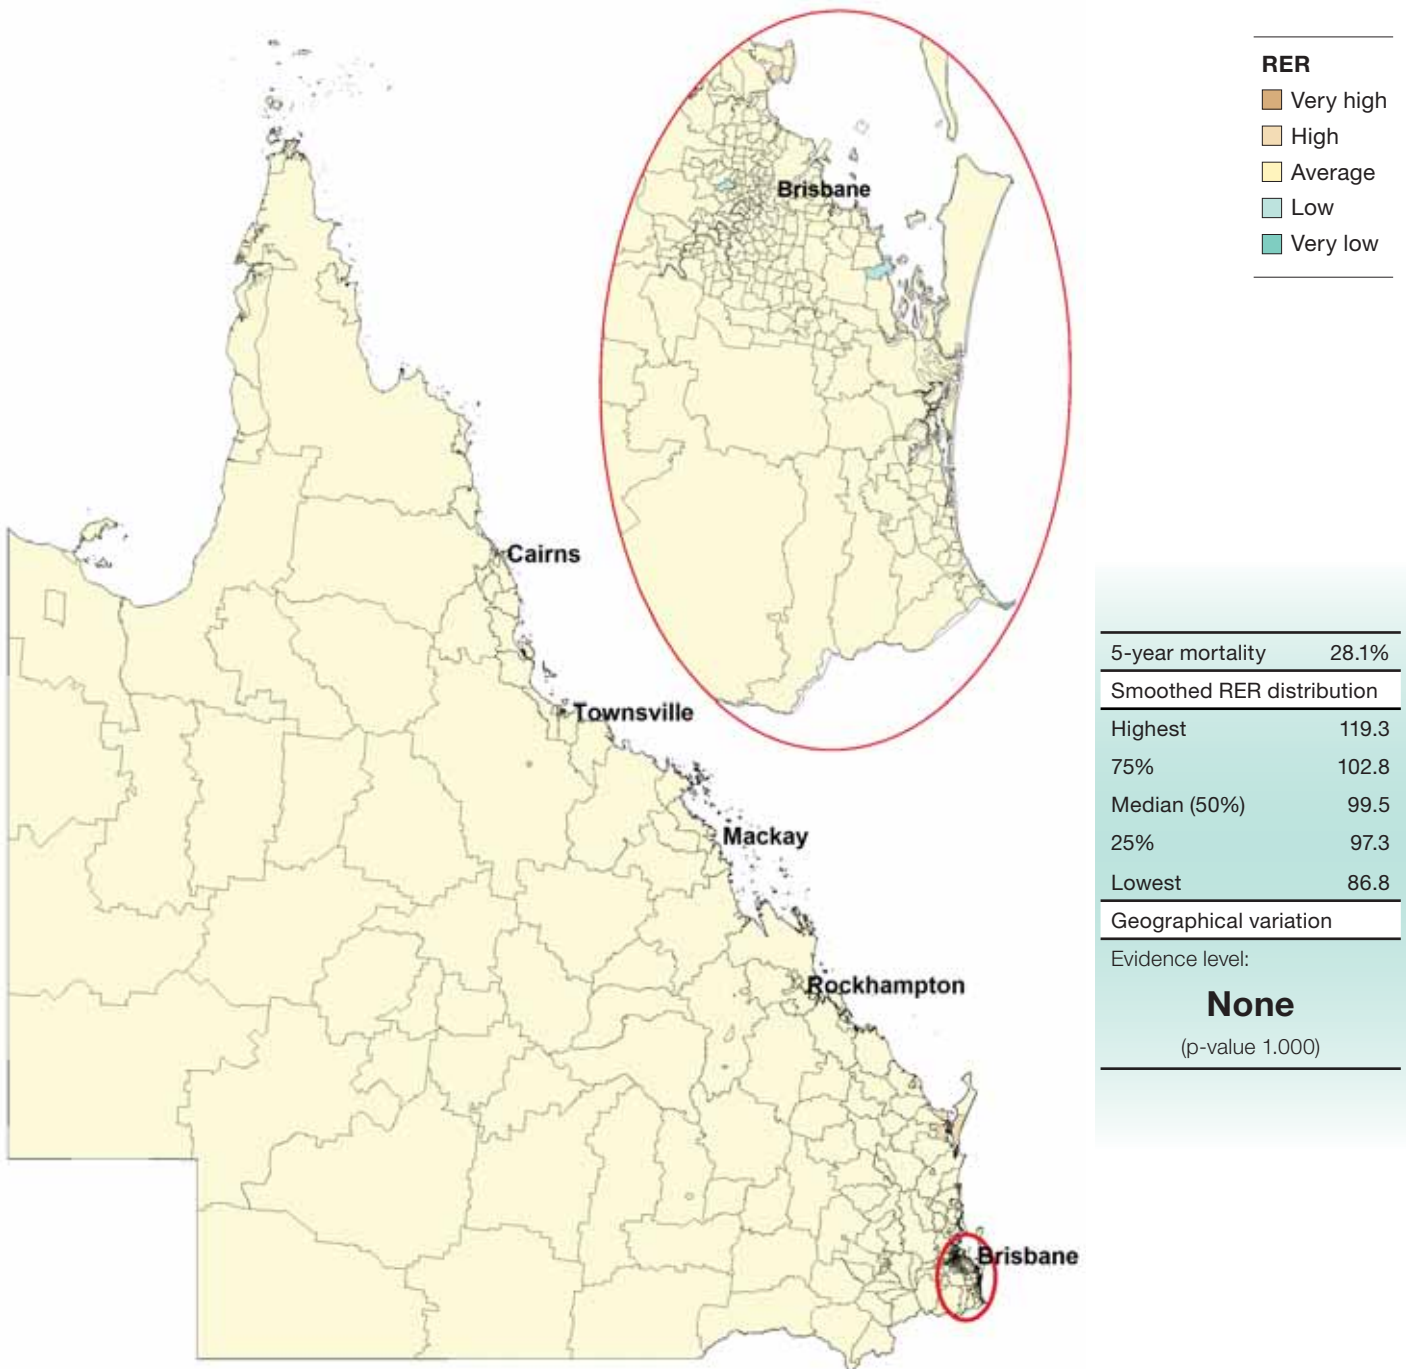 RER
Very high
High
Average
Low
Very low
Brisbane
Cairns
Townsville
Mackay
Rockhampton
Brisbane
5-year mortality 28.1%
Smoothed RER distribution
Highest 119.3
75% 102.8
Median (50%) 99.5
25% 97.3
Lowest 86.8
Geographical variation
Evidence level:
None
(p-value 1.000)